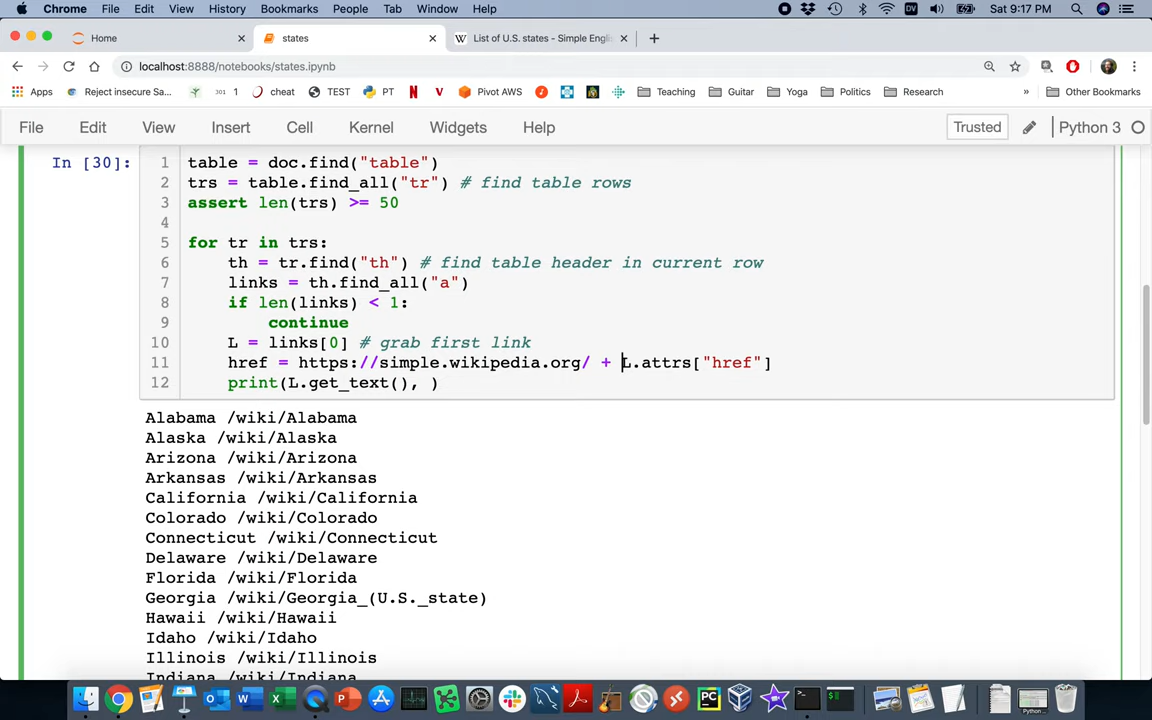 Chrome File Edit View History Bookmarks People Tab Window Help DV Sat 9:17 PM
Home states List of U.S. states - Simple Engl
localhost:8888/notebooks/states.ipynb
Apps Reject insecure Sa... 301 1 cheat TEST PT Pivot AWS Teaching Guitar Yoga Politics Research » Other Bookmarks
File Edit View Insert Cell Kernel Widgets Help Trusted Python 3
In [30]:
1 table = doc.find("table")
2 trs = table.find_all("tr") # find table rows
3 assert len(trs) >= 50
4
5 for tr in trs:
6 th = tr.find("th") # find table header in current row
7 links = th.find_all("a")
8 if len(links) < 1:
9 continue
10 L = links[0] # grab first link
11 href = https://simple.wikipedia.org/ + L.attrs["href"]
12 print(L.get_text(), )
Alabama /wiki/Alabama
Alaska /wiki/Alaska
Arizona /wiki/Arizona
Arkansas /wiki/Arkansas
California /wiki/California
Colorado /wiki/Colorado
Connecticut /wiki/Connecticut
Delaware /wiki/Delaware
Florida /wiki/Florida
Georgia /wiki/Georgia_(U.S._state)
Hawaii /wiki/Hawaii
Idaho /wiki/Idaho
Illinois /wiki/Illinois
Indiana /wiki/Indiana